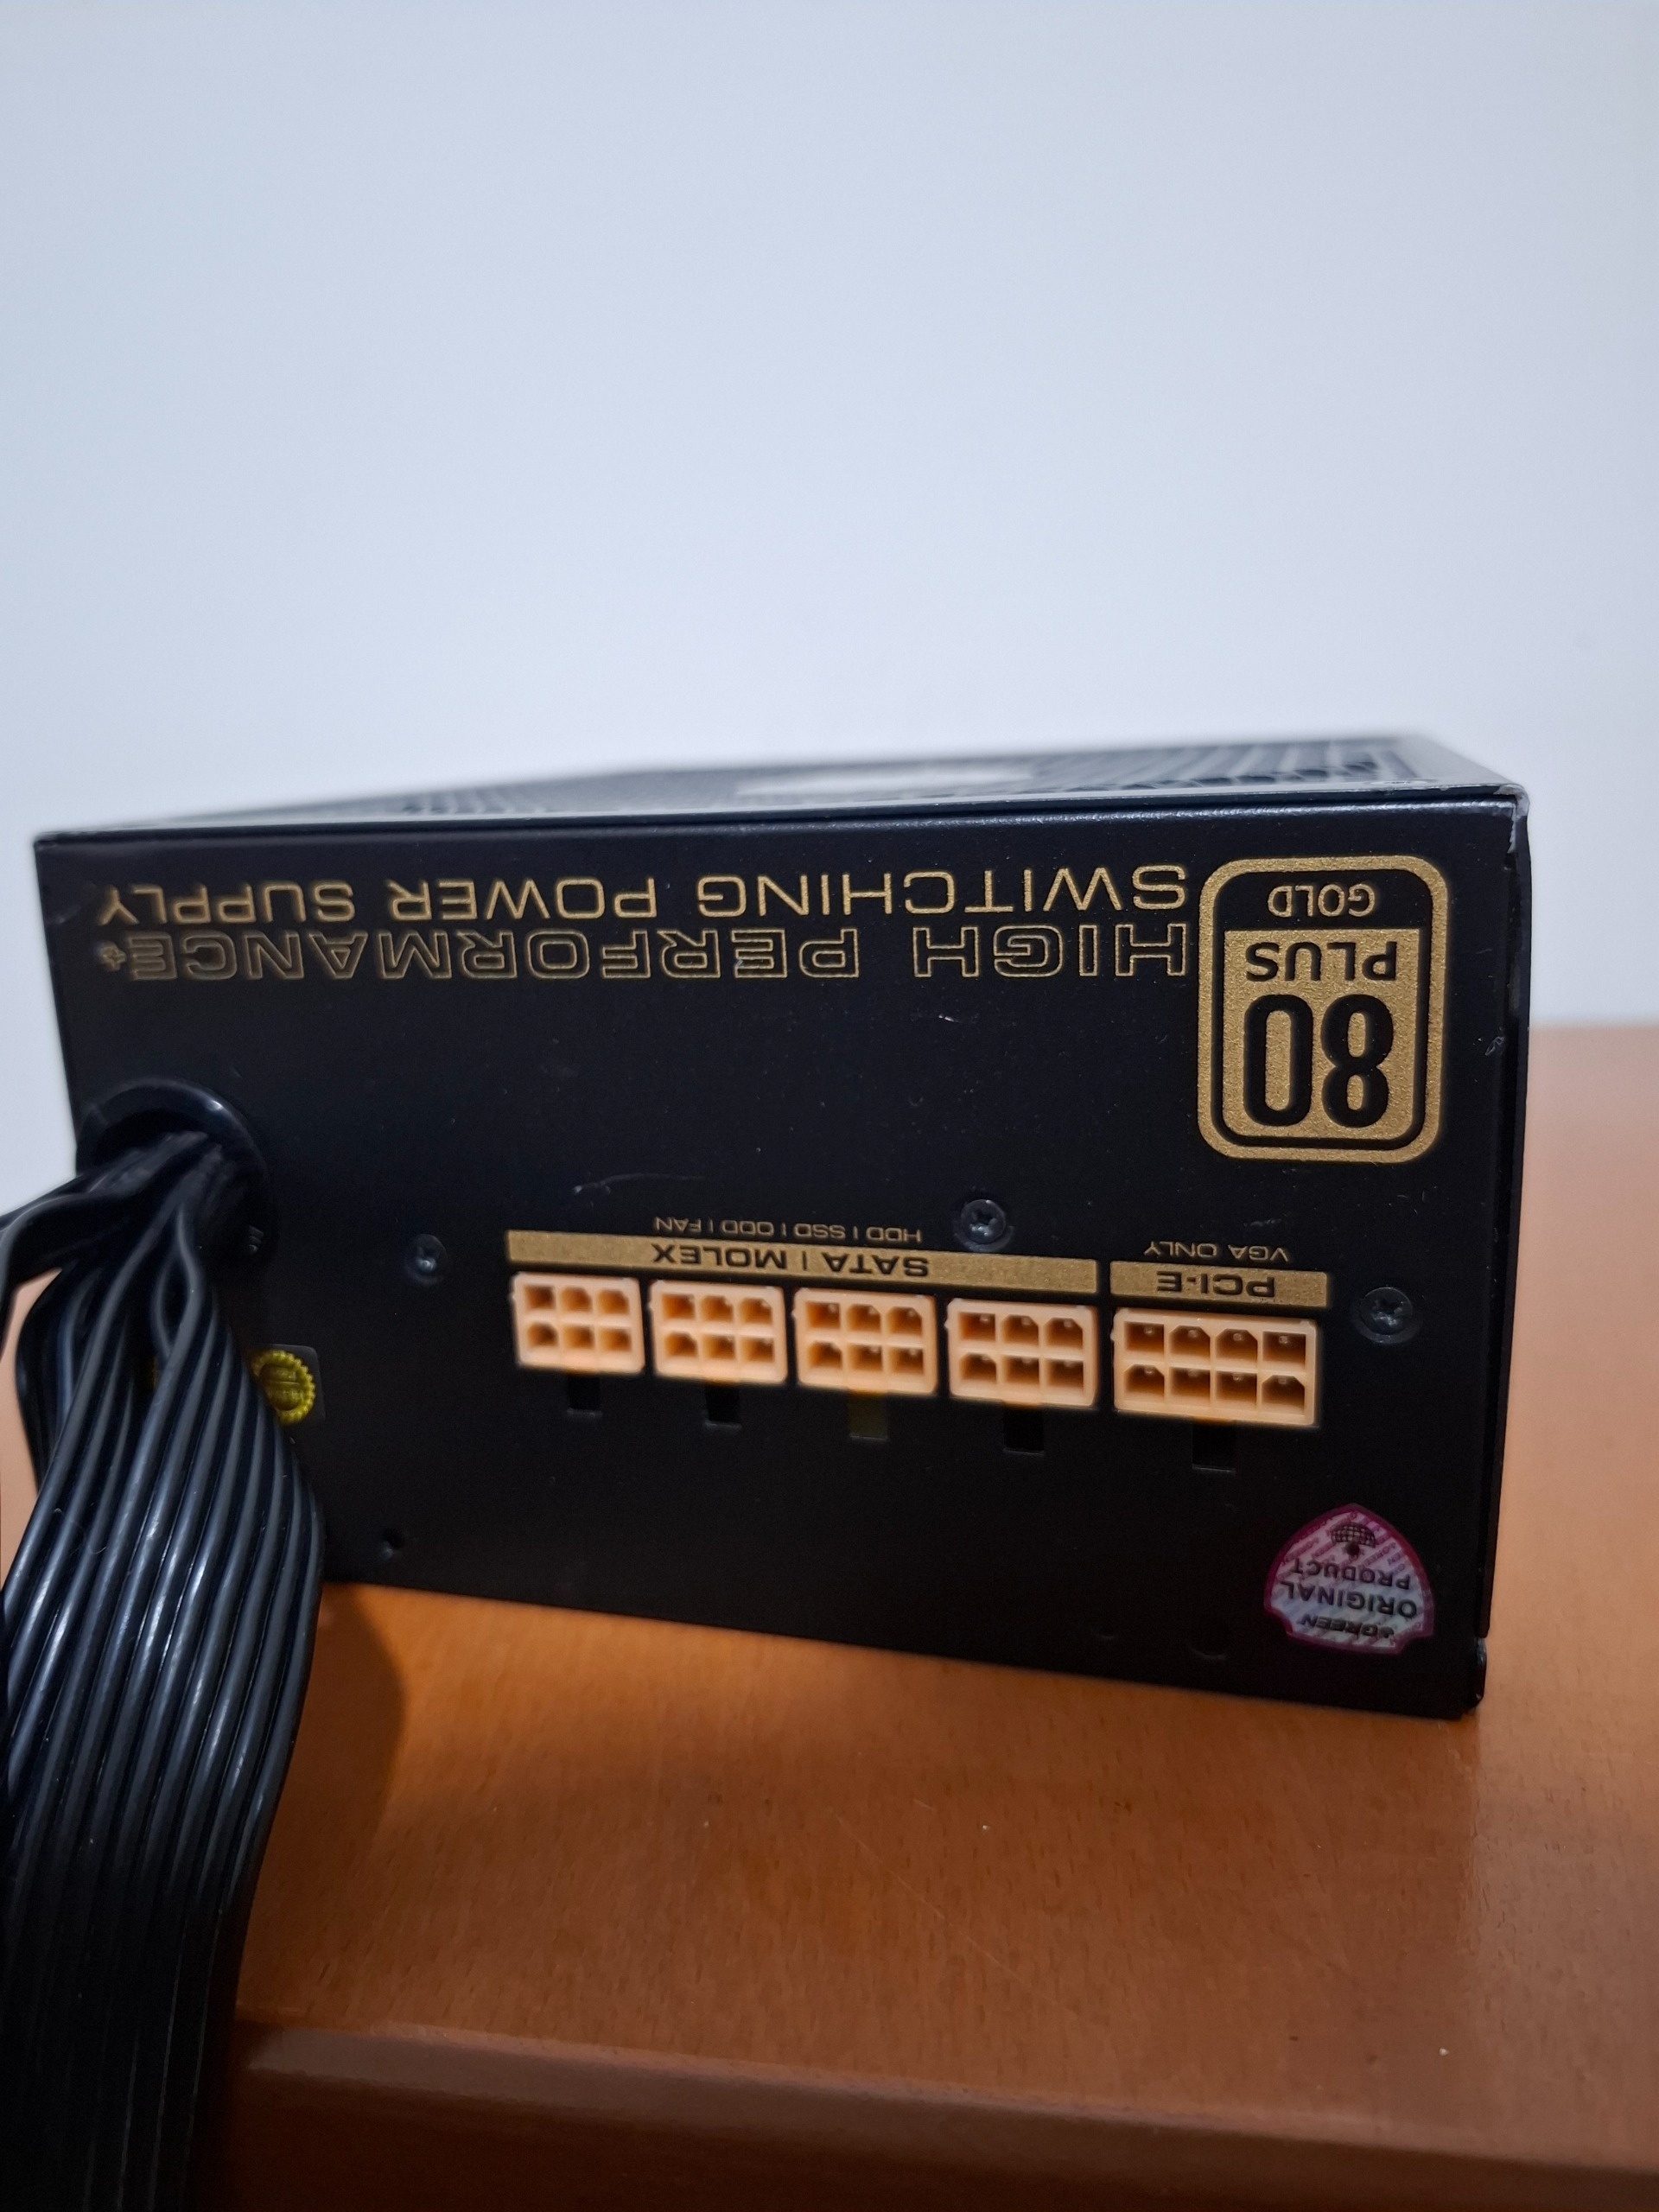 80
PLUS
GOLD
HIGH PERFORMANCE+
SWITCHING POWER SUPPLY
PCI-E
VGA ONLY
SATA | MOLEX
HDD | SSD | ODD | FAN
GREEN
ORIGINAL
PRODUCT